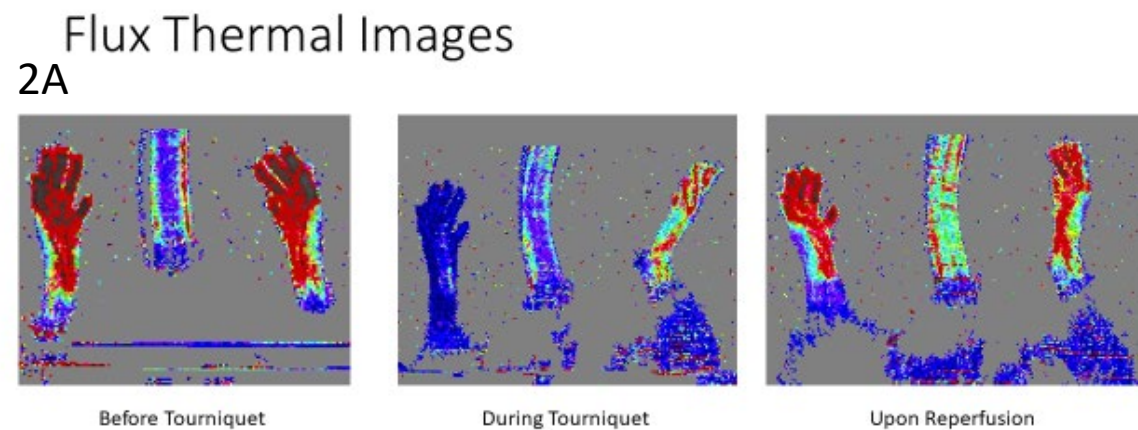 Flux Thermal Images
2A
Before Tourniquet
During Tourniquet
Upon Reperfusion